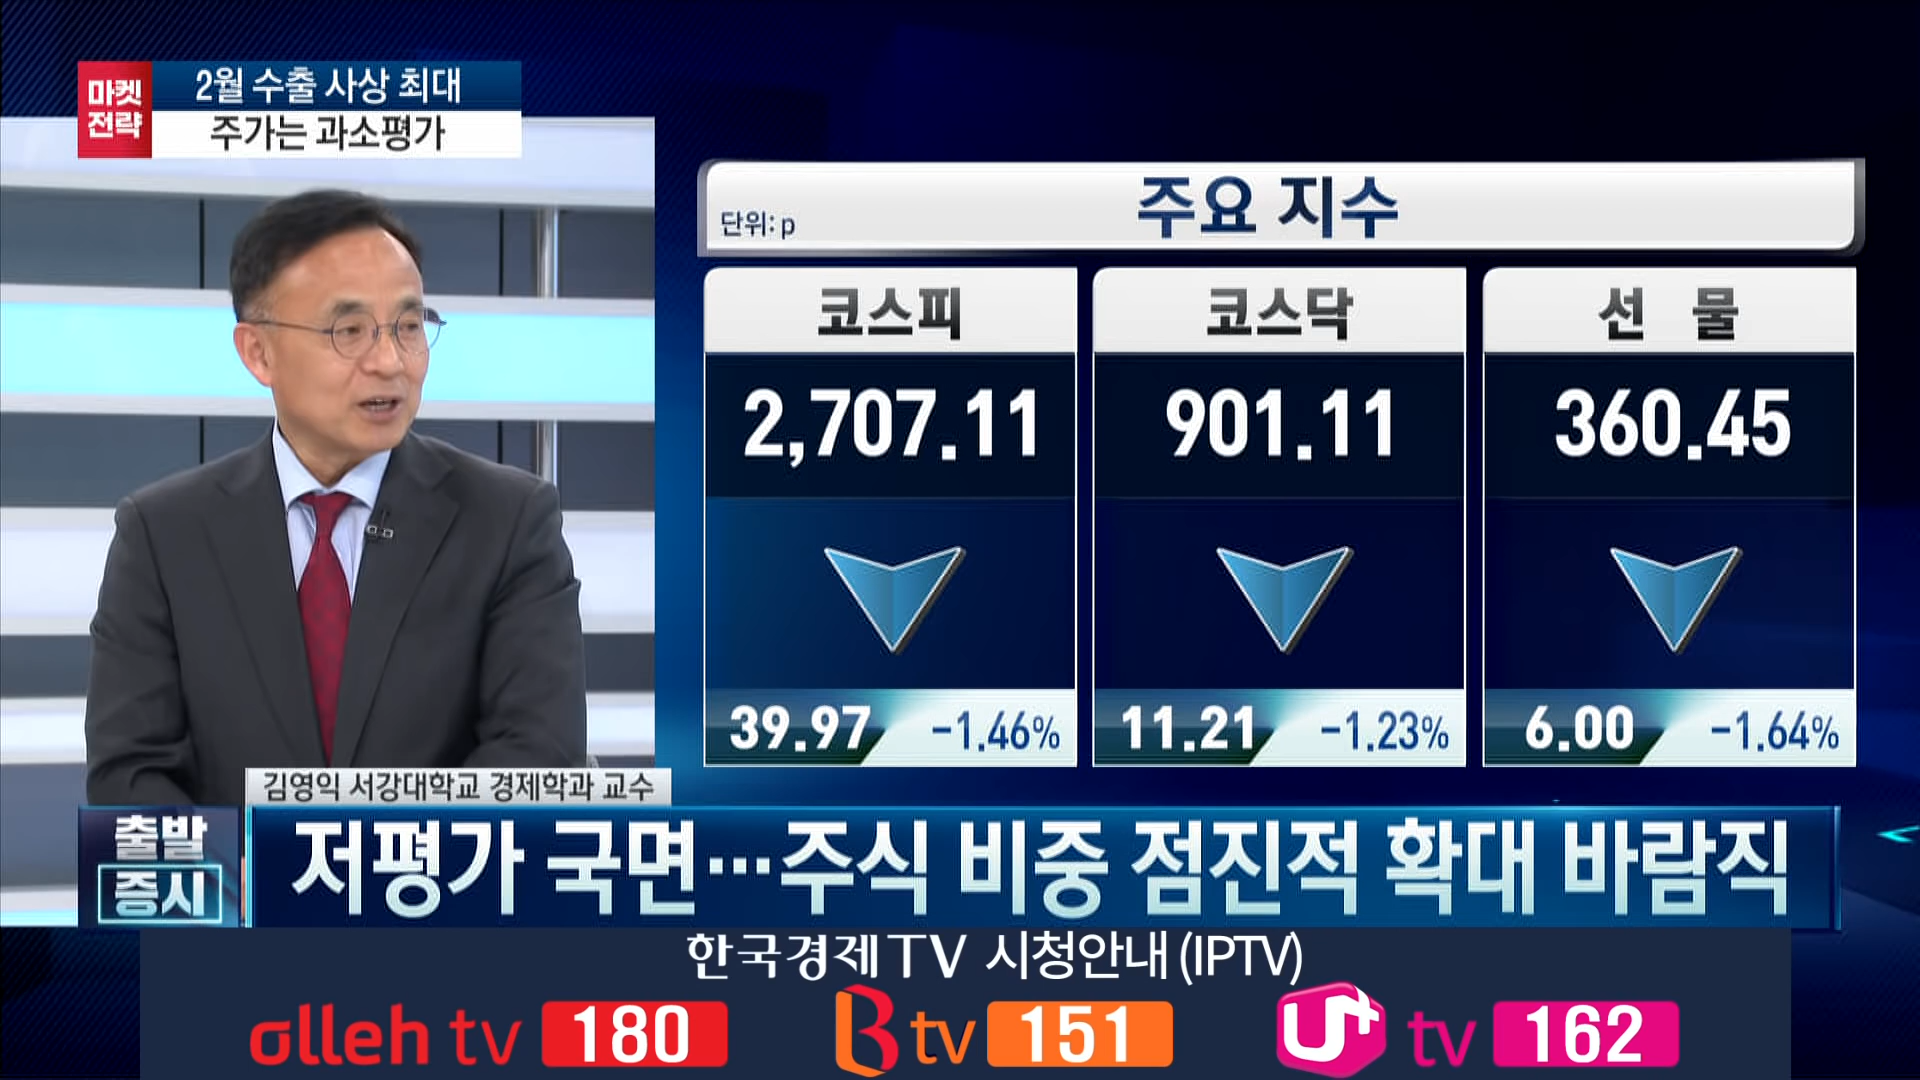 마켓
전략
2월 수출 사상 최대
주가는 과소평가
주요 지수
단위: p
코스피
2,707.11
39.97 -1.46%
코스닥
901.11
11.21 -1.23%
선 물
360.45
6.00 -1.64%
김영익 서강대학교 경제학과 교수
출발
증시
저평가 국면…주식 비중 점진적 확대 바람직
한국경제TV 시청안내 (IPTV)
olleh tv 180
B tv 151
U+ tv 162